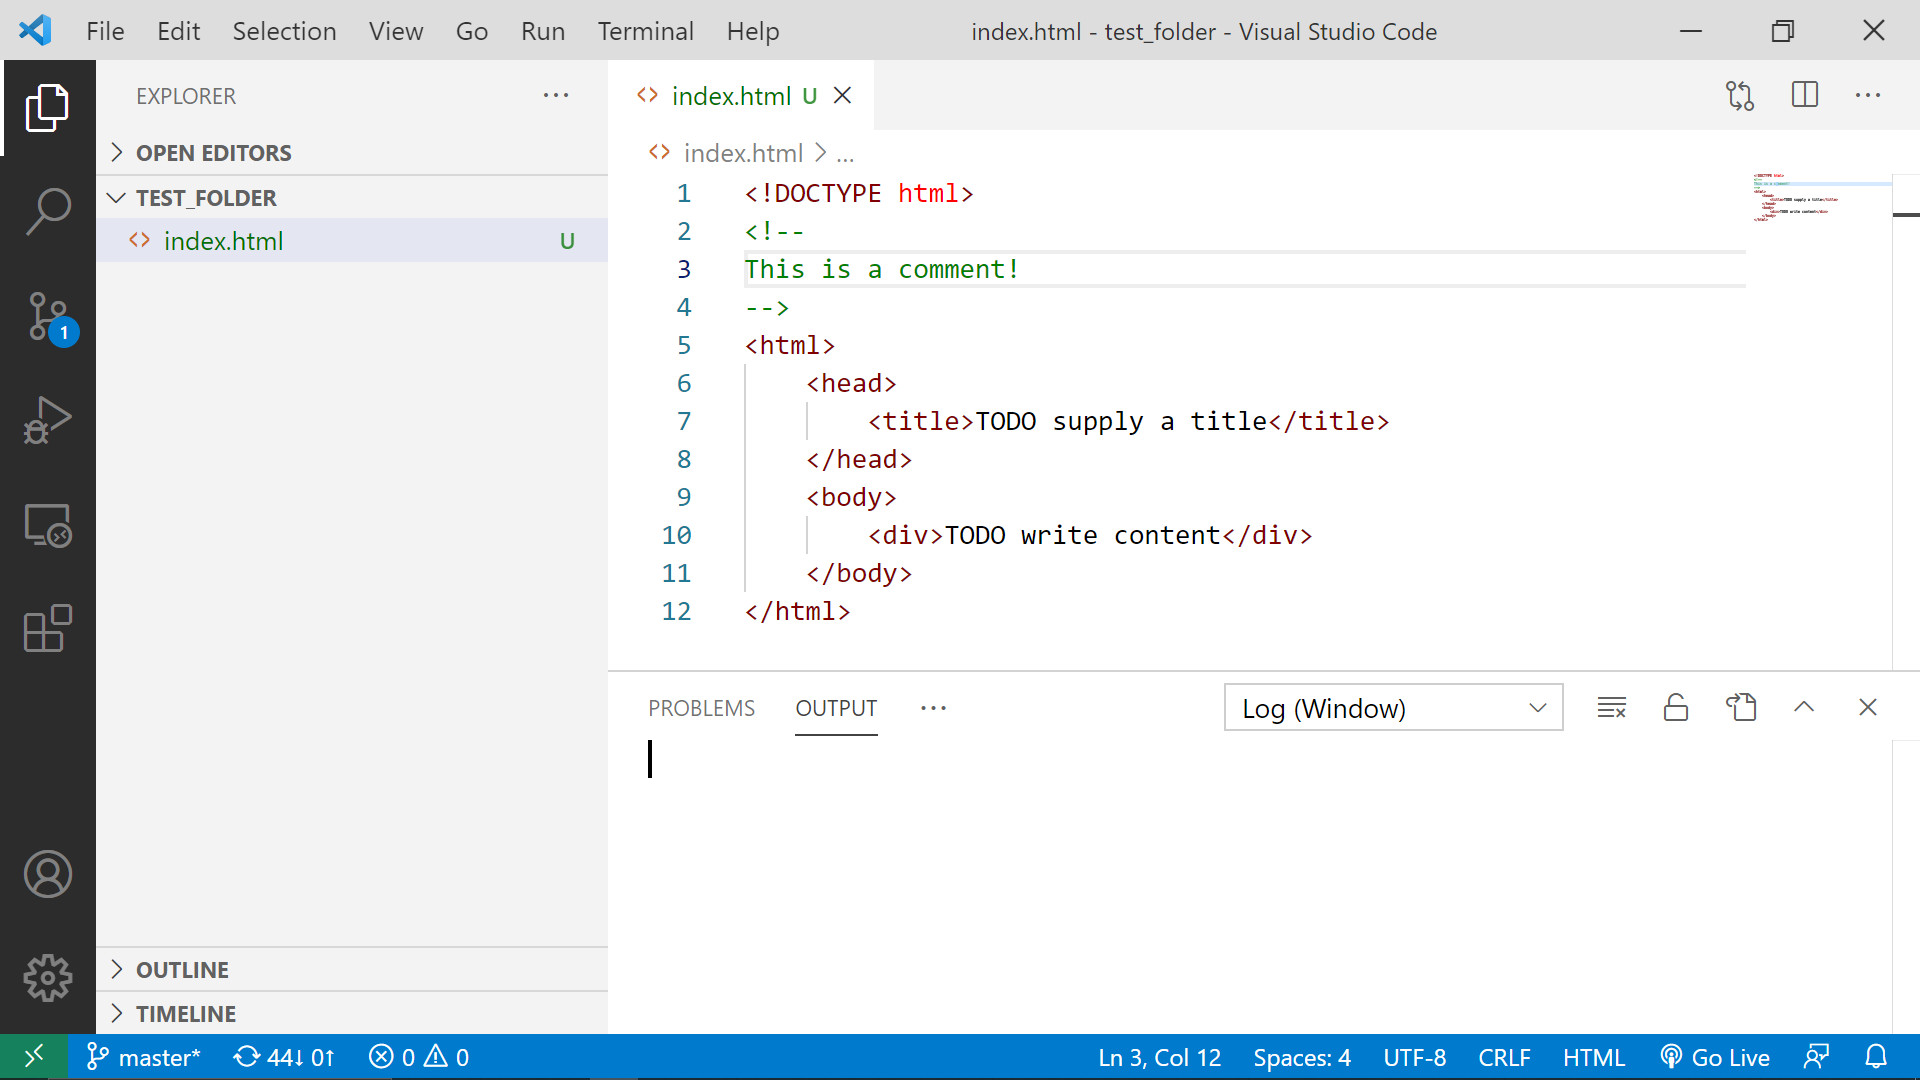 File Edit Selection View Go Run Terminal Help index.html - test_folder - Visual Studio Code
EXPLORER ...
OPEN EDITORS
TEST_FOLDER
index.html U
OUTLINE
TIMELINE
index.html U
index.html > ...
1 <!DOCTYPE html>
2 <!--
3 This is a comment!
4 -->
5 <html>
6 <head>
7 <title>TODO supply a title</title>
8 </head>
9 <body>
10 <div>TODO write content</div>
11 </body>
12 </html>
PROBLEMS OUTPUT ... Log (Window)
1
master* 44↓ 0↑ 0 0 Ln 3, Col 12 Spaces: 4 UTF-8 CRLF HTML Go Live